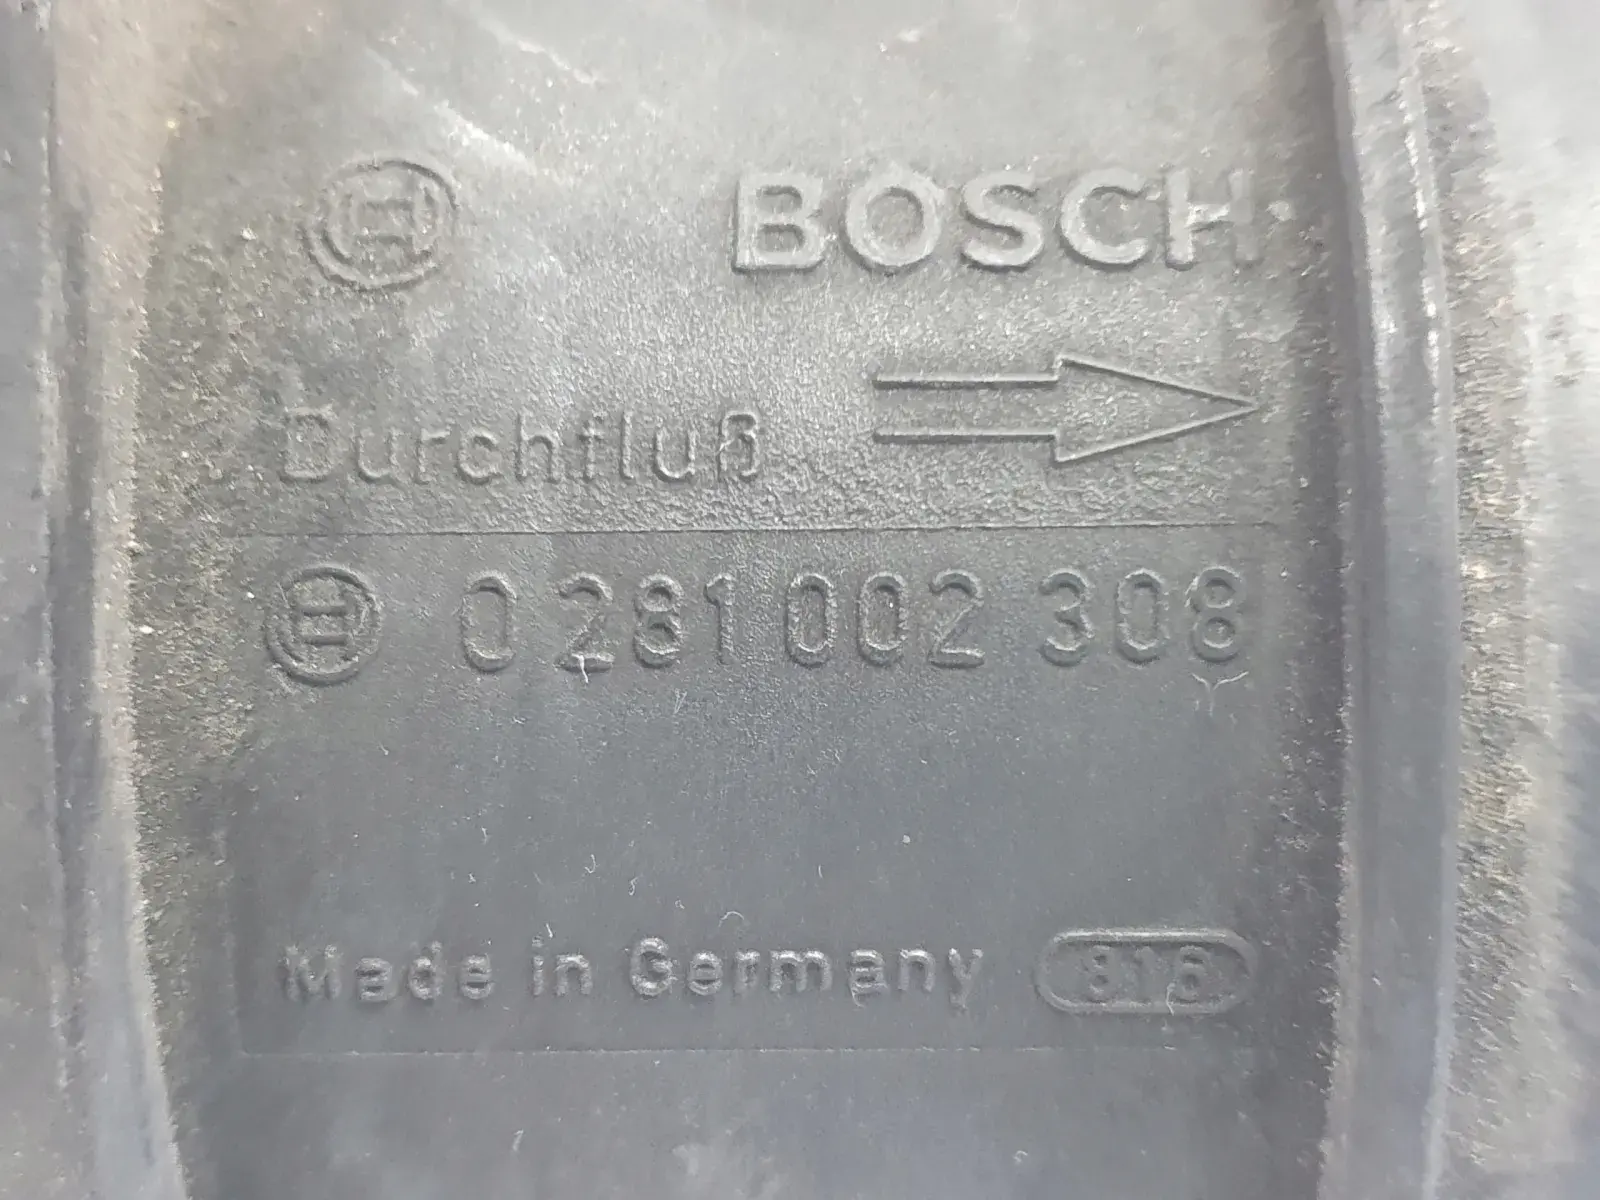 BOSCH
Durchfluß
0 281 002 308
Made in Germany 816